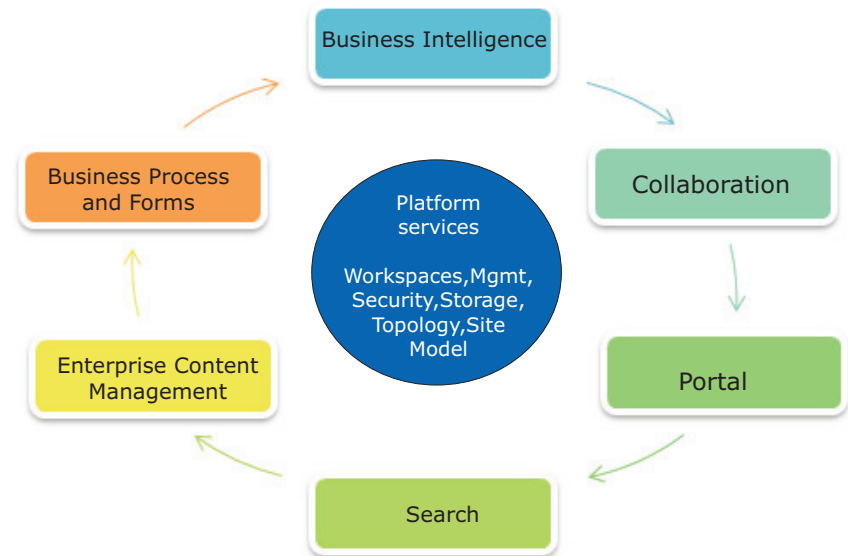 Business Intelligence
Collaboration
Business Process
and Forms
Platform
services
Workspaces,Mgmt,
Security,Storage,
Topology,Site
Model
Enterprise Content
Management
Portal
Search